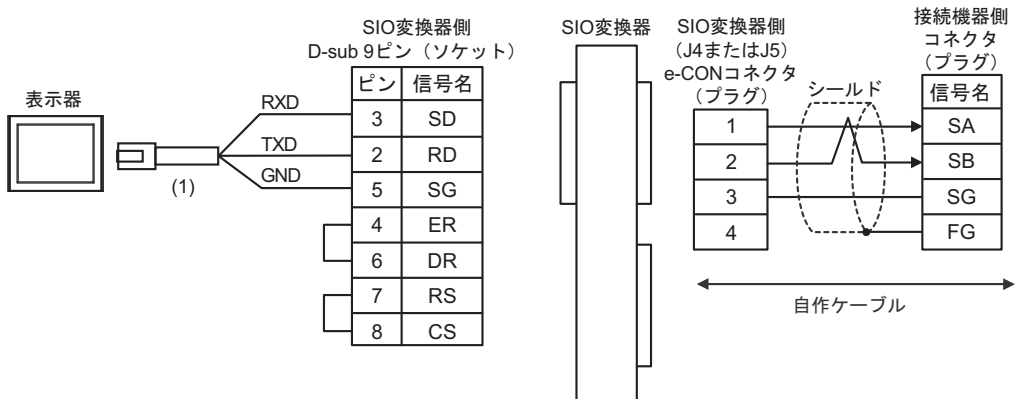 表示器
(1)
RXD
TXD
GND
SIO変換器側
D-sub 9ピン（ソケット）
ピン 信号名
3 SD
2 RD
5 SG
4 ER
6 DR
7 RS
8 CS
SIO変換器
SIO変換器側
（J4またはJ5）
e-CONコネクタ
（プラグ）
1
2
3
4
シールド
接続機器側
コネクタ
（プラグ）
信号名
SA
SB
SG
FG
自作ケーブル